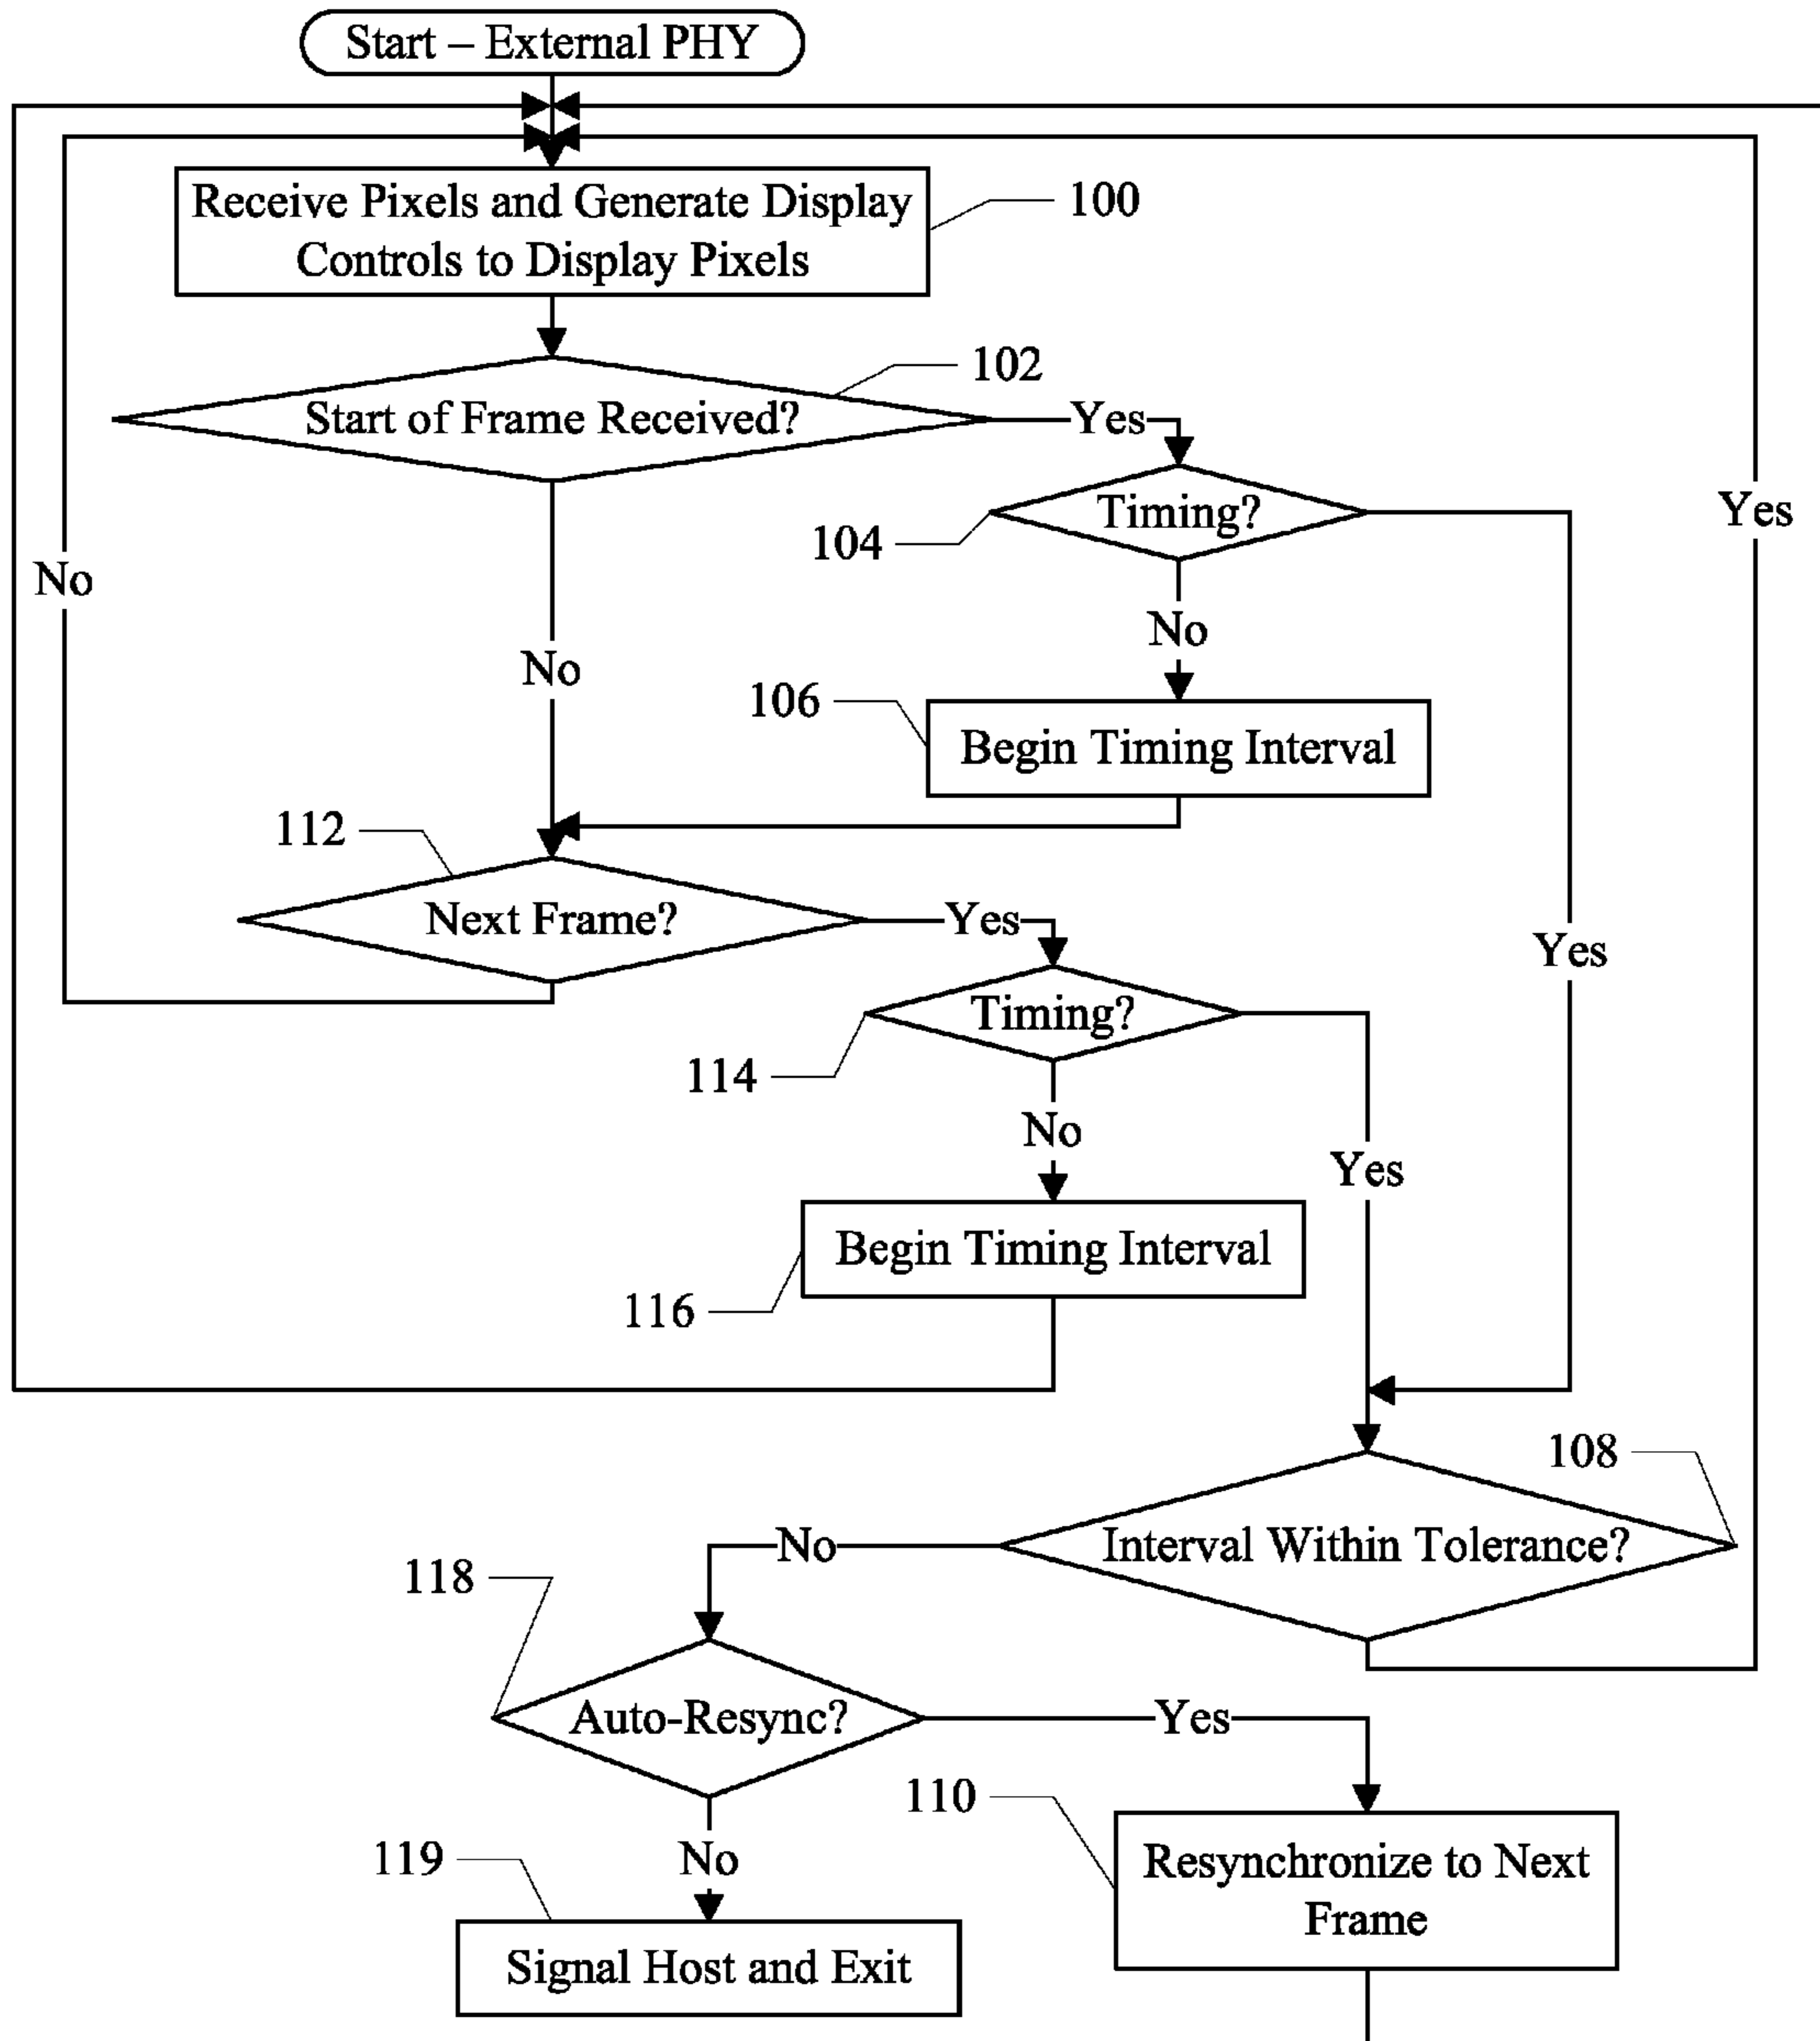 Start – External PHY
Receive Pixels and Generate Display
Controls to Display Pixels
100
102
Start of Frame Received?
Yes
Timing?
104
Yes
No
No
No
106
Begin Timing Interval
112
Next Frame?
Yes
Yes
Timing?
114
No
Yes
Begin Timing Interval
116
108
Interval Within Tolerance?
No
118
Auto-Resync?
Yes
110
Resynchronize to Next
Frame
No
119
Signal Host and Exit